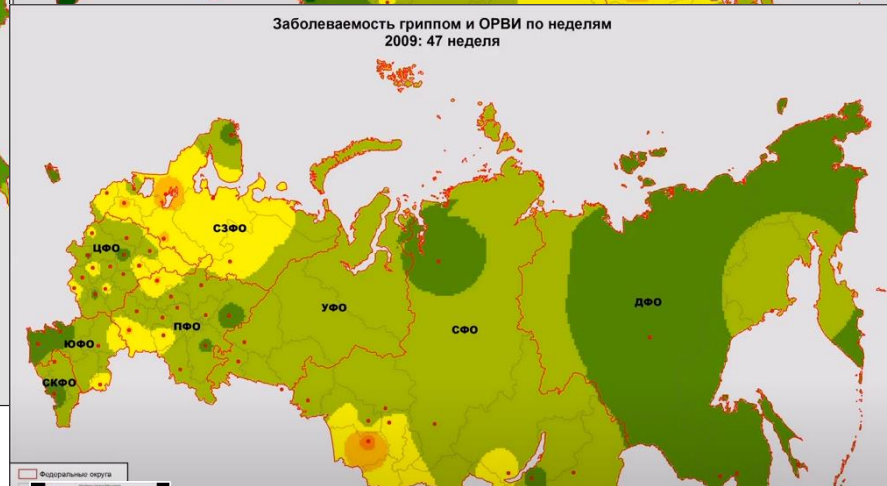 Заболеваемость гриппом и ОРВИ по неделям
2009: 47 неделя
СЗФО
ЦФО
УФО
ДФО
ПФО
СФО
ЮФО
СКФО
Федеральные округа